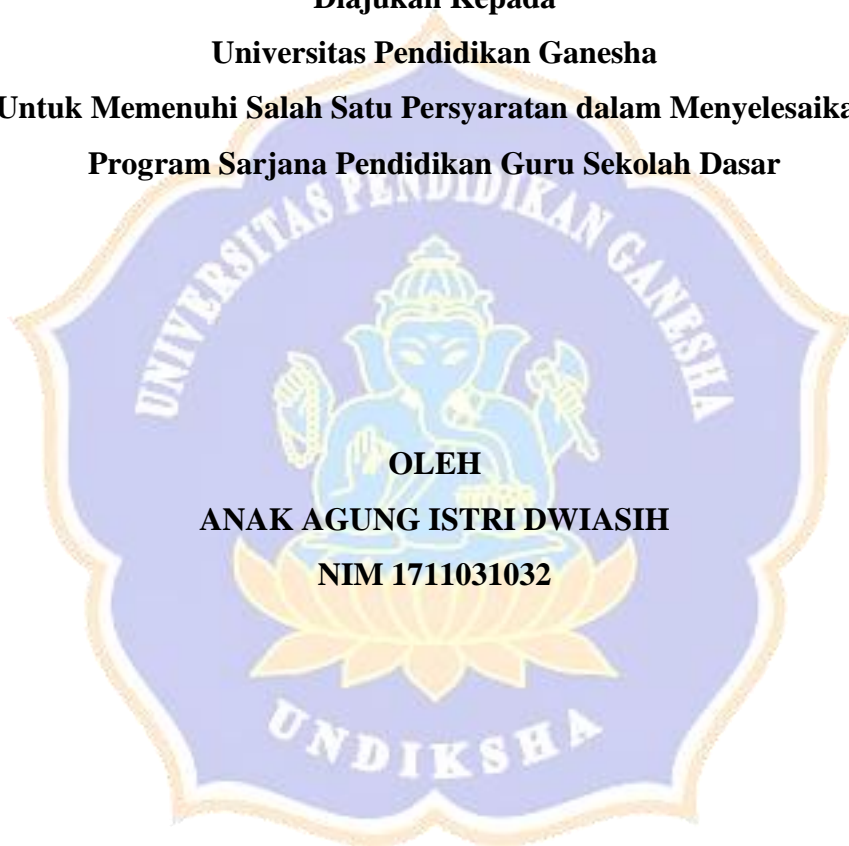 Diajukan Kepada
Universitas Pendidikan Ganesha
Untuk Memenuhi Salah Satu Persyaratan dalam Menyelesaika
Program Sarjana Pendidikan Guru Sekolah Dasar
UNIVERSITAS PENDIDIKAN GANESHA
OLEH
ANAK AGUNG ISTRI DWIASIH
NIM 1711031032
UNDIKSHA